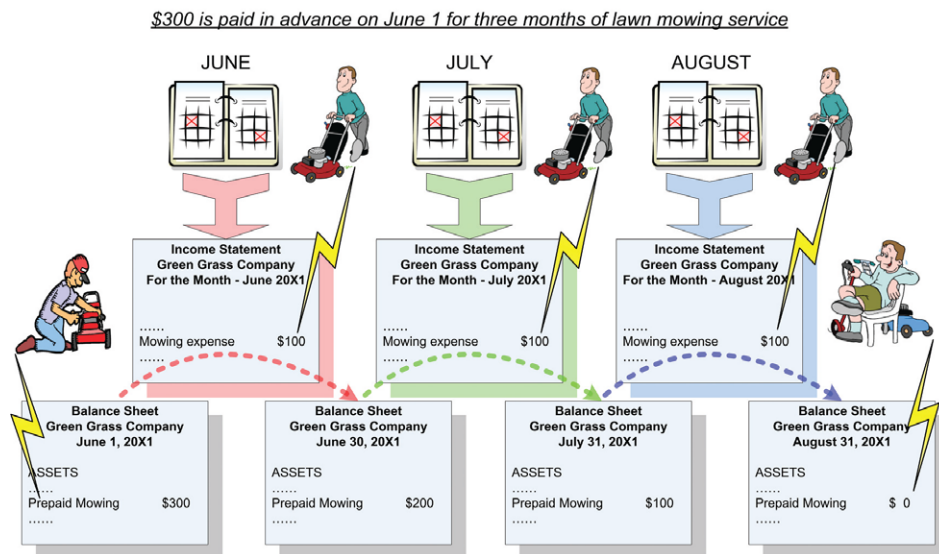 $300 is paid in advance on June 1 for three months of lawn mowing service
JUNE
JULY
AUGUST
Income Statement
Green Grass Company
For the Month - June 20X1
......
Mowing expense $100
......
Income Statement
Green Grass Company
For the Month - July 20X1
......
Mowing expense $100
......
Income Statement
Green Grass Company
For the Month - August 20X1
......
Mowing expense $100
......
Balance Sheet
Green Grass Company
June 1, 20X1
ASSETS
......
Prepaid Mowing $300
......
Balance Sheet
Green Grass Company
June 30, 20X1
ASSETS
......
Prepaid Mowing $200
......
Balance Sheet
Green Grass Company
July 31, 20X1
ASSETS
......
Prepaid Mowing $100
......
Balance Sheet
Green Grass Company
August 31, 20X1
ASSETS
......
Prepaid Mowing $ 0
......